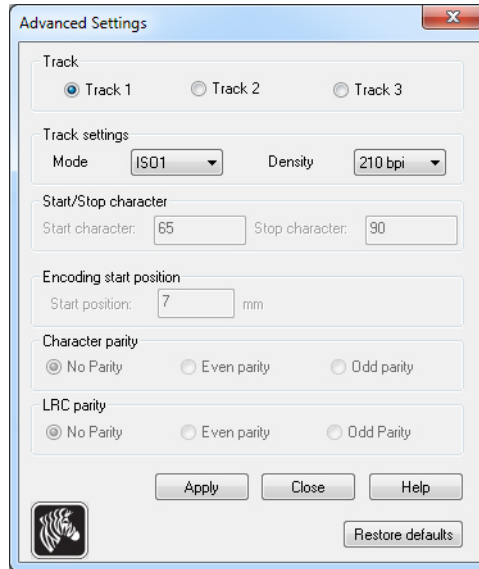 Advanced Settings
Track
Track 1 Track 2 Track 3
Track settings
Mode ISO1 Density 210 bpi
Start/Stop character
Start character: 65 Stop character: 90
Encoding start position
Start position: 7 mm
Character parity
No Parity Even parity Odd parity
LRC parity
No Parity Even parity Odd Parity
Apply Close Help
Restore defaults